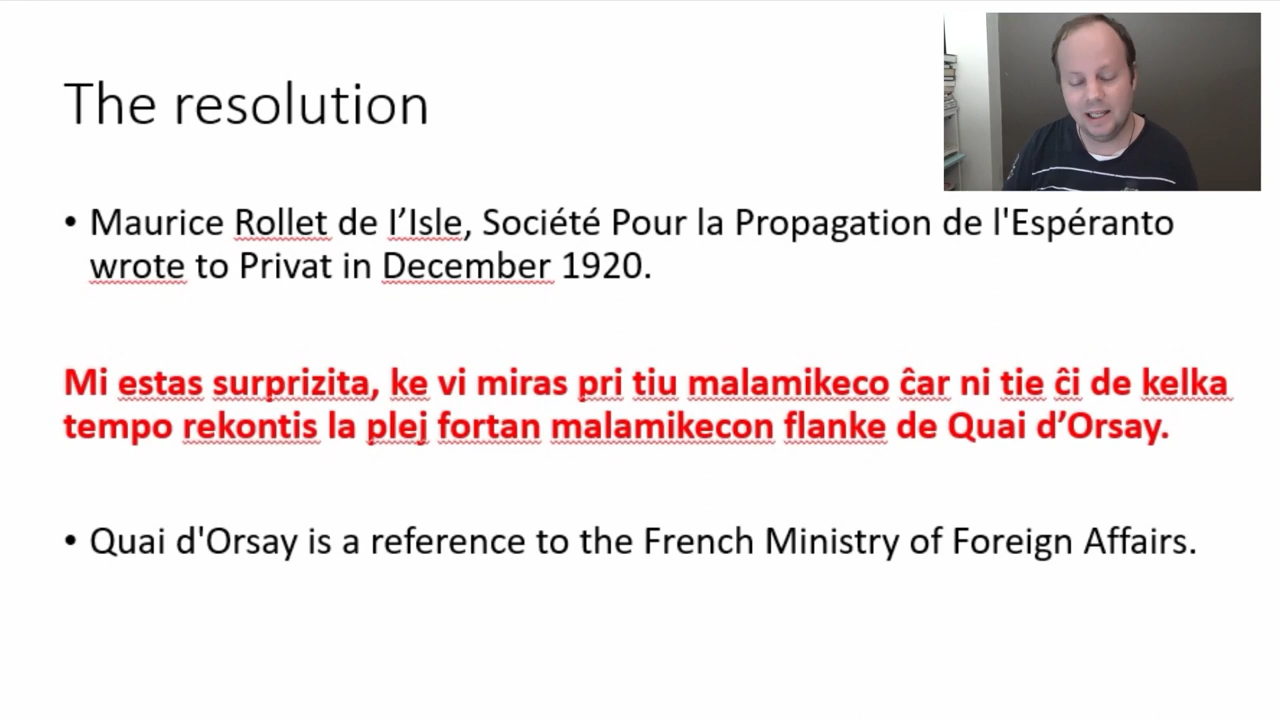 The resolution
• Maurice Rollet de l’Isle, Société Pour la Propagation de l'Espéranto
wrote to Privat in December 1920.
Mi estas surprizita, ke vi miras pri tiu malamikeco ĉar ni tie ĉi de kelka
tempo rekontis la plej fortan malamikecon flanke de Quai d’Orsay.
• Quai d'Orsay is a reference to the French Ministry of Foreign Affairs.